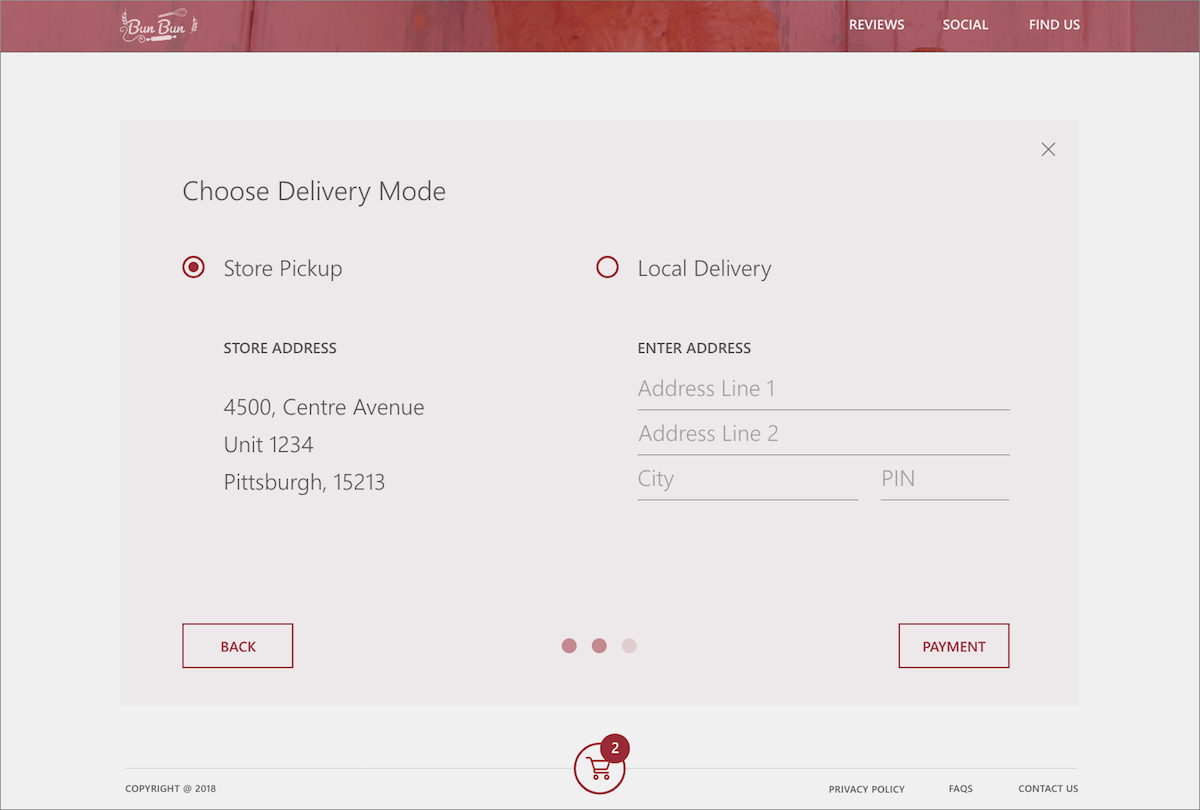 Bun Bun
REVIEWS SOCIAL FIND US
Choose Delivery Mode
Store Pickup
Local Delivery
STORE ADDRESS
4500, Centre Avenue
Unit 1234
Pittsburgh, 15213
ENTER ADDRESS
Address Line 1
Address Line 2
City PIN
BACK
PAYMENT
2
COPYRIGHT @ 2018
PRIVACY POLICY FAQS CONTACT US